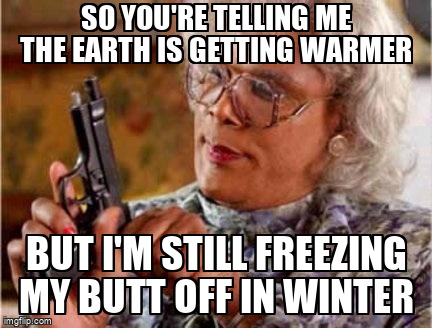 SO YOU'RE TELLING ME
THE EARTH IS GETTING WARMER
BUT I'M STILL FREEZING
MY BUTT OFF IN WINTER
imgflip.com